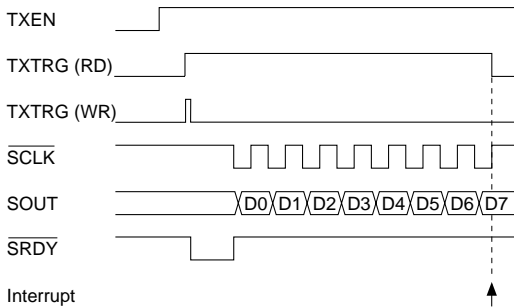 TXEN
TXTRG (RD)
TXTRG (WR)
SCLK
SOUT D0 D1 D2 D3 D4 D5 D6 D7
SRDY
Interrupt